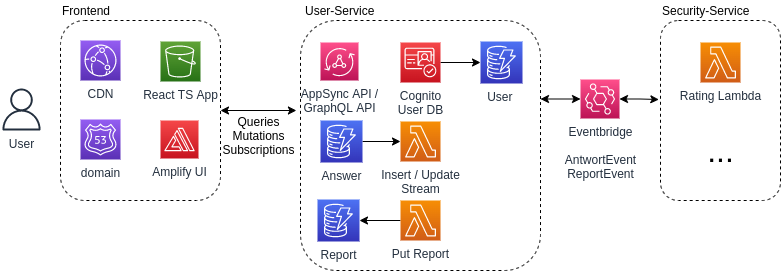 Frontend
User-Service
Security-Service
CDN
React TS App
53
domain
Amplify UI
User
Queries
Mutations
Subscriptions
AppSync API /
GraphQL API
Cognito
User DB
User
Answer
Insert / Update
Stream
Report
Put Report
Eventbridge
AntwortEvent
ReportEvent
Rating Lambda
...